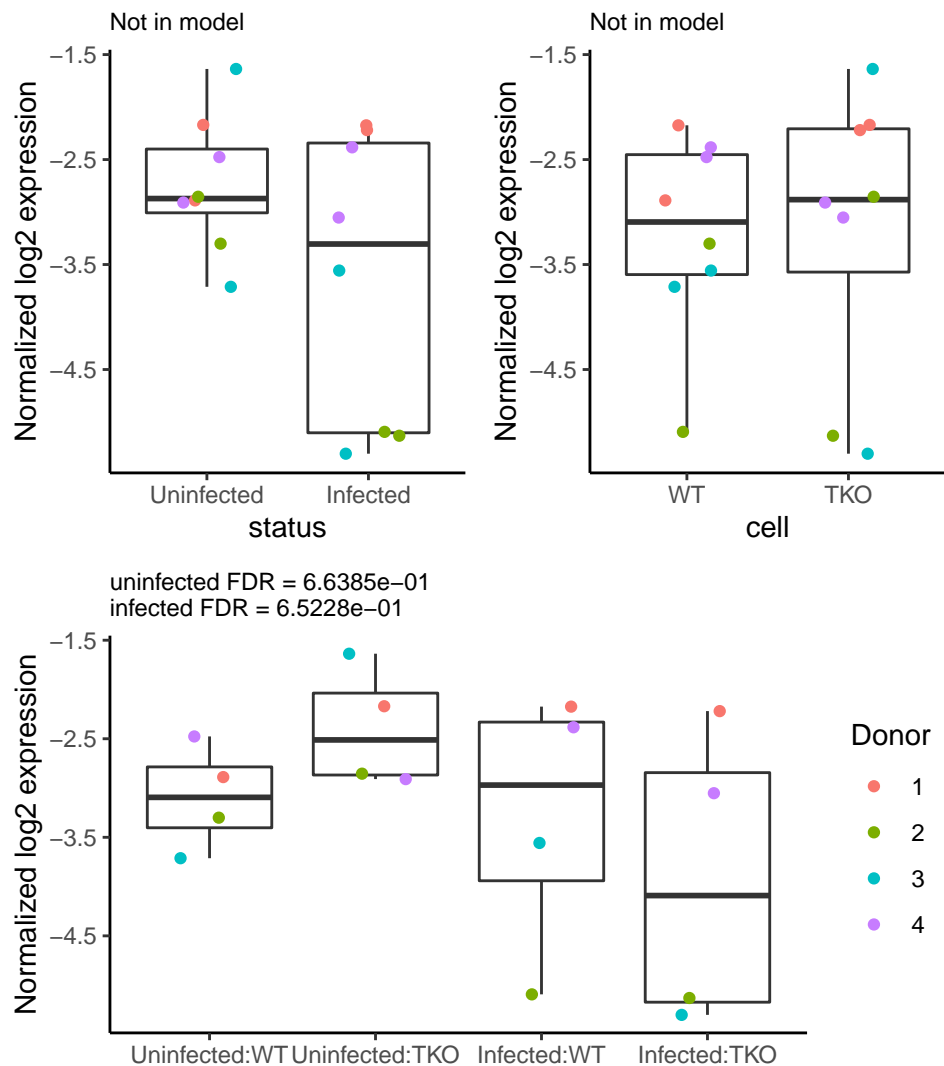 Not in model
Normalized log2 expression
−1.5
−2.5
−3.5
−4.5
Uninfected Infected
status
Not in model
Normalized log2 expression
−1.5
−2.5
−3.5
−4.5
WT TKO
cell
uninfected FDR = 6.6385e−01
infected FDR = 6.5228e−01
Normalized log2 expression
−1.5
−2.5
−3.5
−4.5
Uninfected:WT Uninfected:TKO Infected:WT Infected:TKO
Donor
1
2
3
4